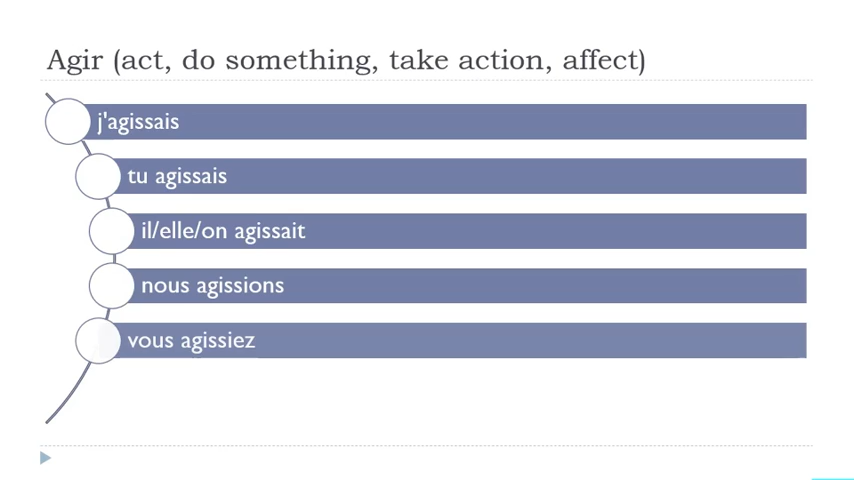 Agir (act, do something, take action, affect)
j'agissais
tu agissais
il/elle/on agissait
nous agissions
vous agissiez